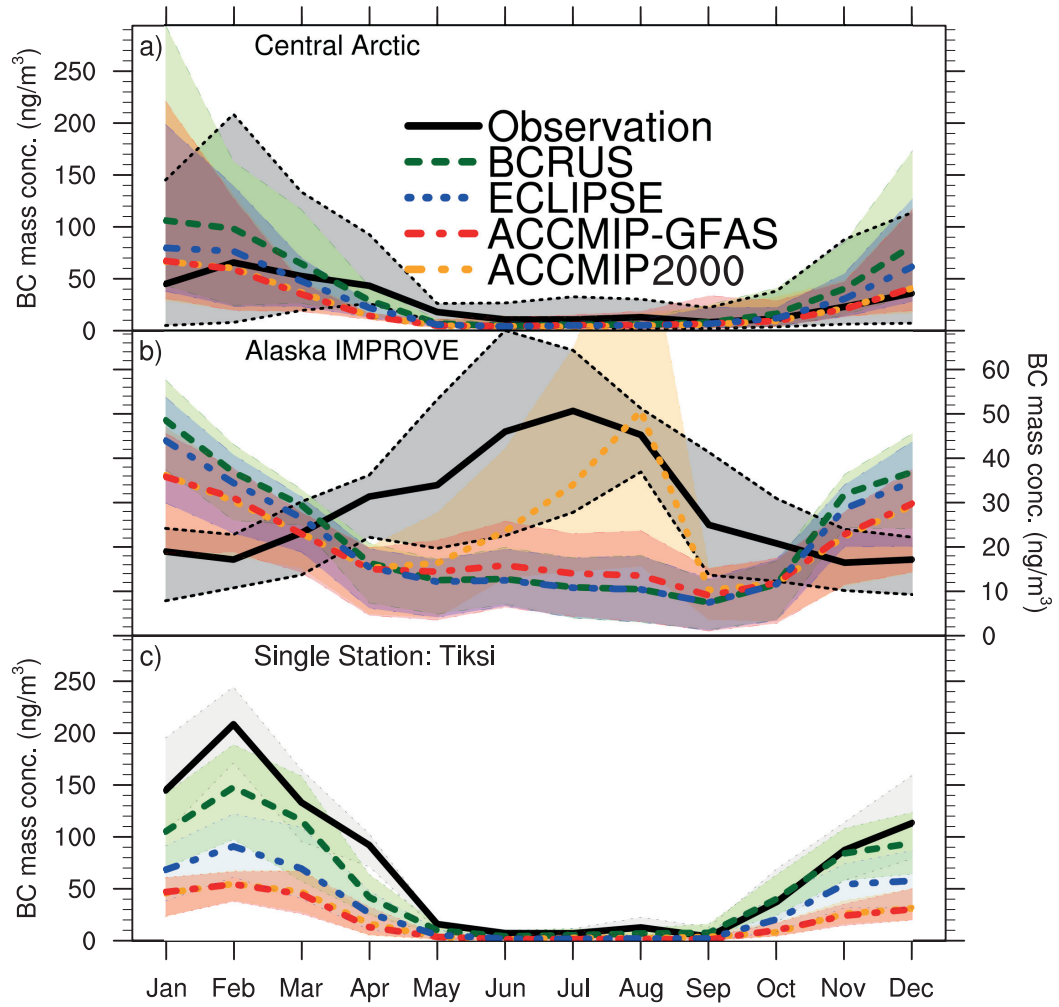 a) Central Arctic
BC mass conc. (ng/m³)
250
200
150
100
50
0
Observation
BCRUS
ECLIPSE
ACCMIP-GFAS
ACCMIP2000
b) Alaska IMPROVE
BC mass conc. (ng/m³)
60
50
40
30
20
10
0
c) Single Station: Tiksi
BC mass conc. (ng/m³)
250
200
150
100
50
0
Jan Feb Mar Apr May Jun Jul Aug Sep Oct Nov Dec